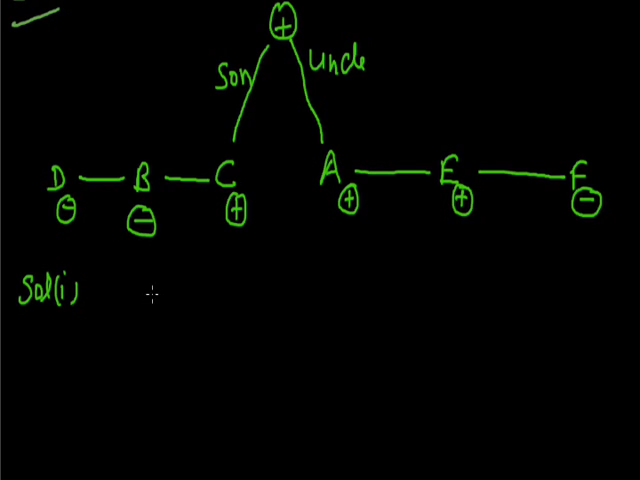 +
Son Uncle
D — B — C A — E — F
- - + + + -
Sol(i)